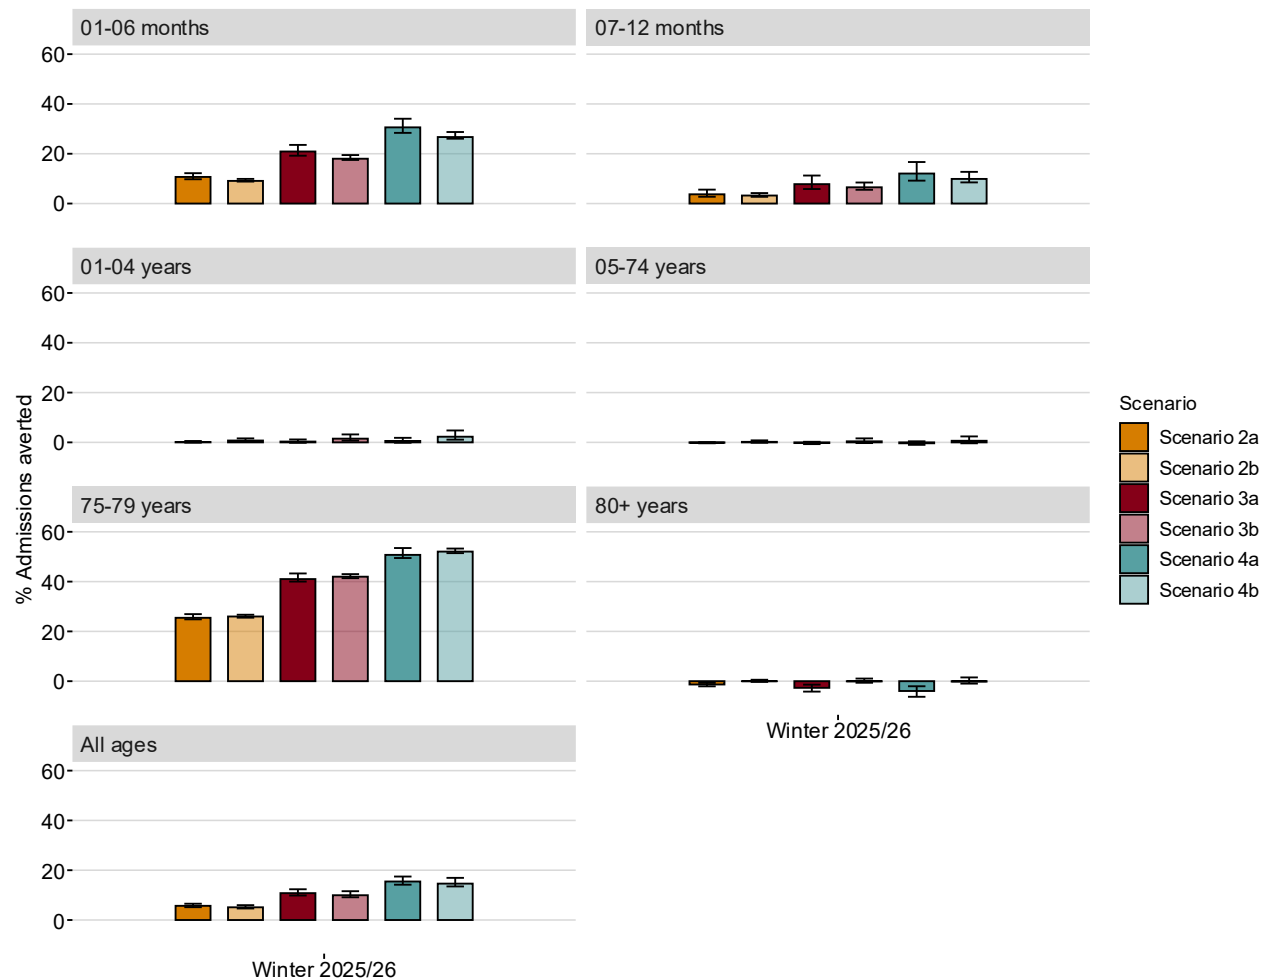 01-06 months
07-12 months
60
40
20
0
01-04 years
05-74 years
60
40
20
0
75-79 years
80+ years
60
40
20
0
Winter 2025/26
All ages
60
40
20
0
Winter 2025/26
% Admissions averted
Scenario
Scenario 2a
Scenario 2b
Scenario 3a
Scenario 3b
Scenario 4a
Scenario 4b